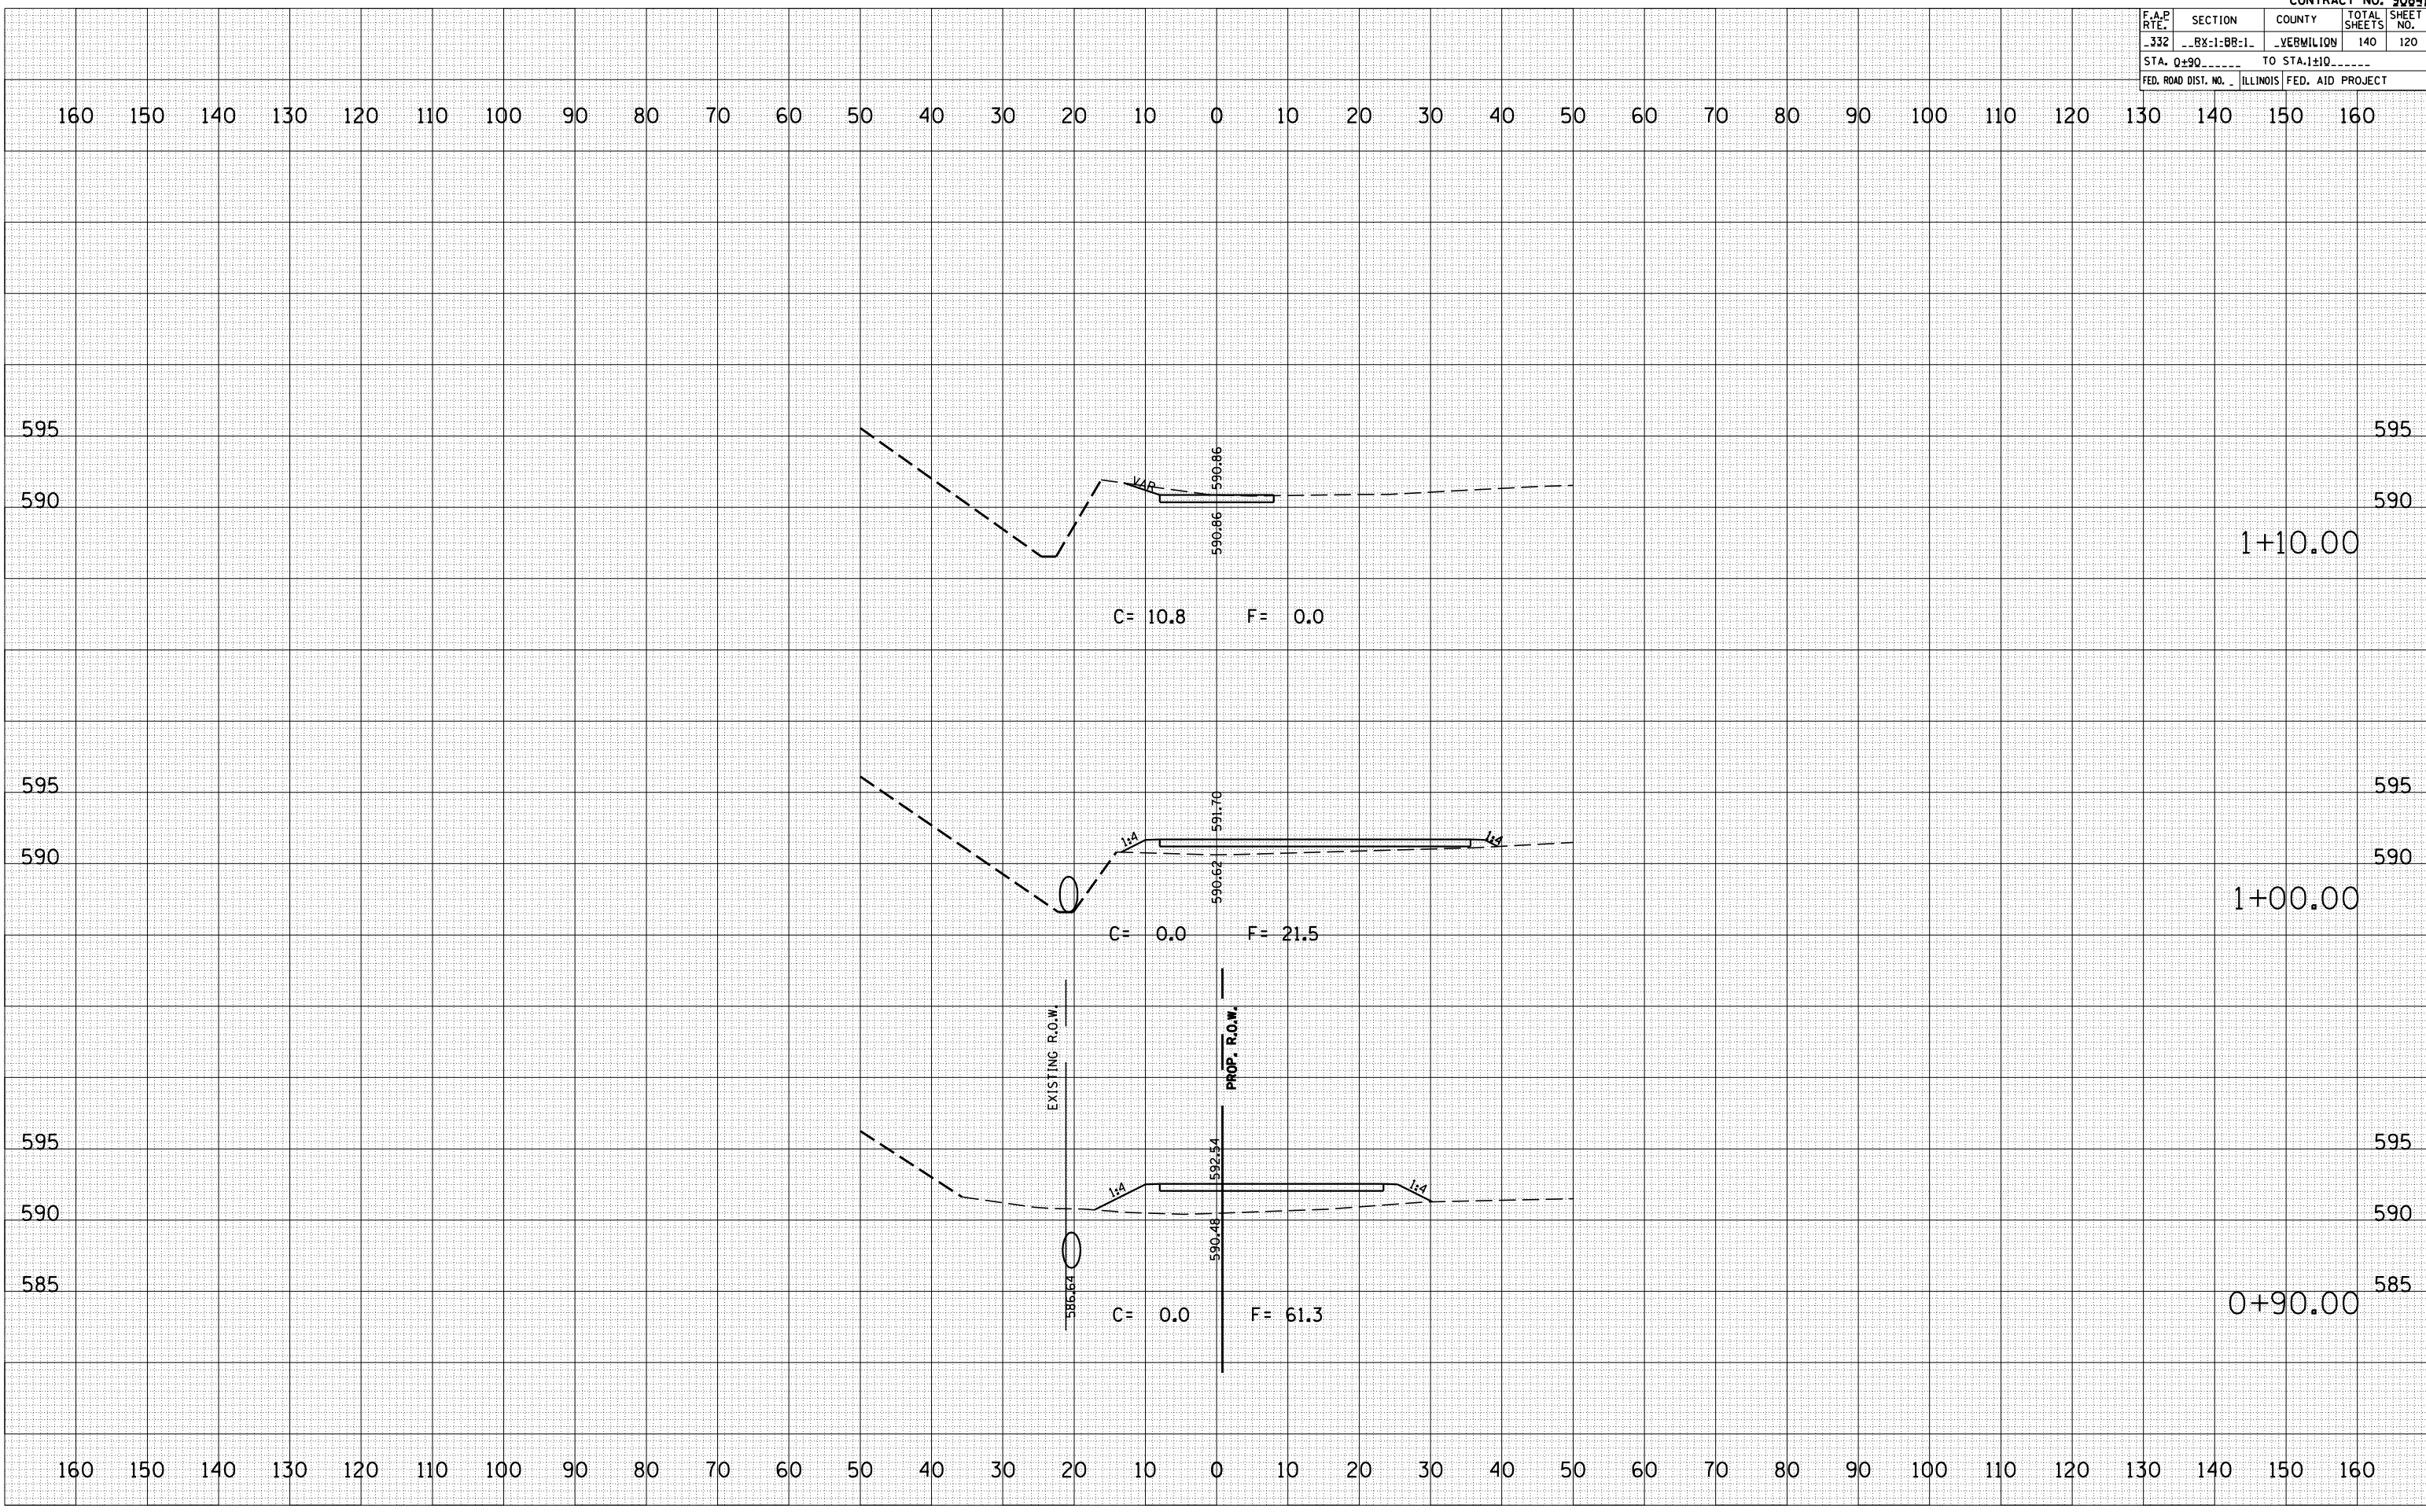 CONTRACT NO.
F.A.P. RTE. SECTION COUNTY TOTAL SHEETS SHEET NO.
332 RX-1-BR-1 VERMILION 140 120
STA. 0+90 TO STA. 1+10
FED. ROAD DIST. NO. ILLINOIS FED. AID PROJECT
160 150 140 130 120 110 100 90 80 70 60 50 40 30 20 10 0 10 20 30 40 50 60 70 80 90 100 110 120 130 140 150 160
595 595
590.86
VAR
590 590
590.86
1+10.00
C= 10.8 F= 0.0
595 595
591.70
1:4 1:4
590 590
590.62
1+00.00
C= 0.0 F= 21.5
EXISTING R.O.W.
PROP. R.O.W.
595 595
592.54
1:4 1:4
590 590
590.48
585 585
586.64
0+90.00
C= 0.0 F= 61.3
160 150 140 130 120 110 100 90 80 70 60 50 40 30 20 10 0 10 20 30 40 50 60 70 80 90 100 110 120 130 140 150 160